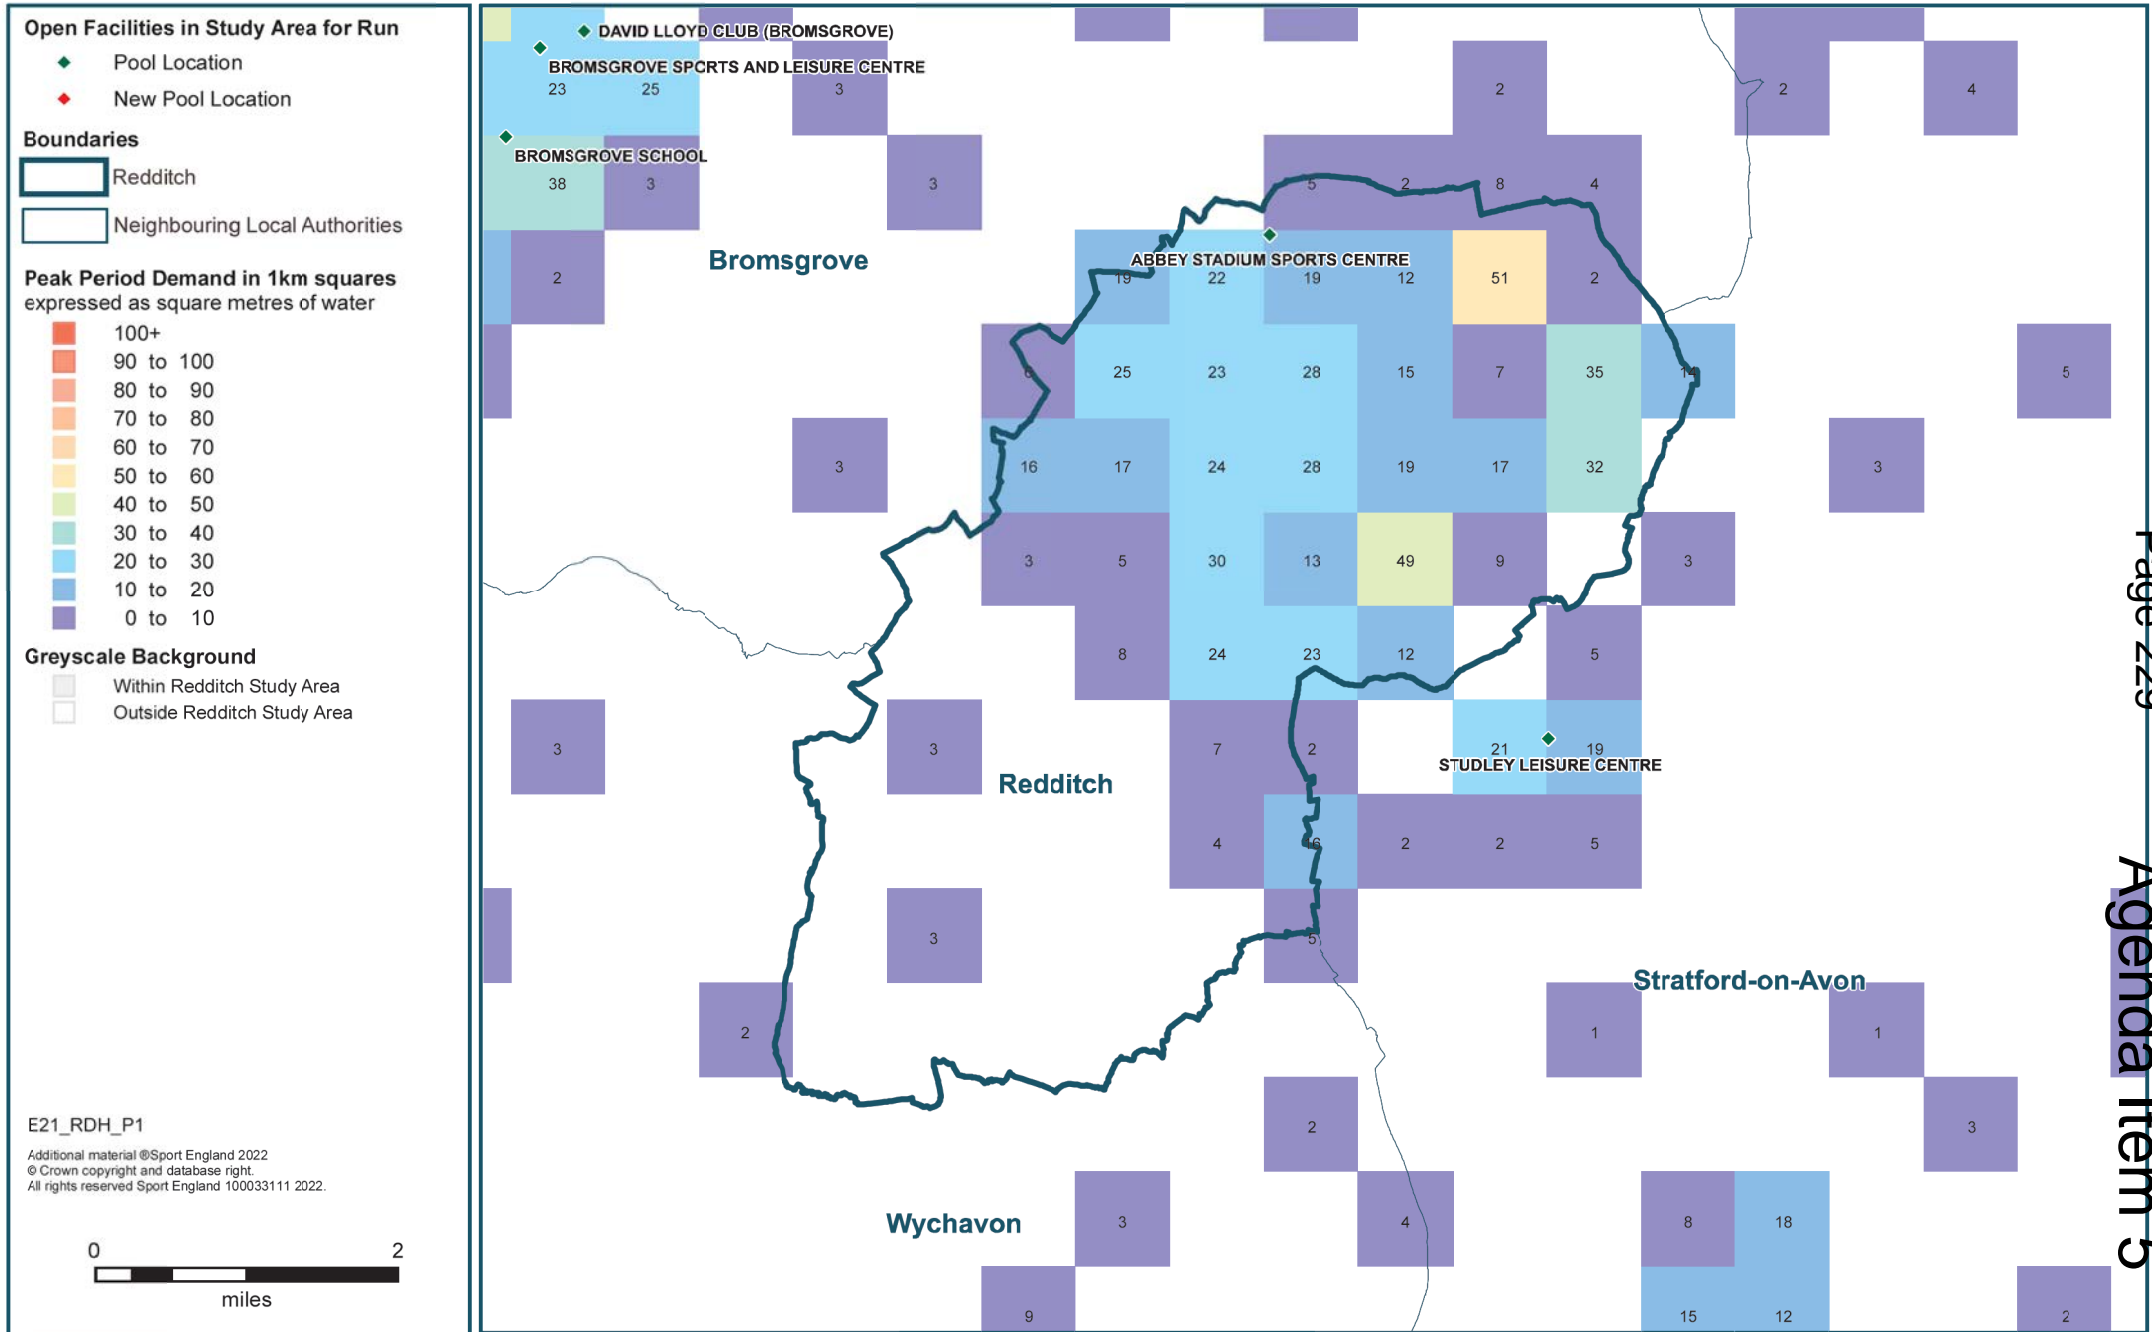 Open Facilities in Study Area for Run
Pool Location
New Pool Location
Boundaries
Redditch
Neighbouring Local Authorities
Peak Period Demand in 1km squares
expressed as square metres of water
100+
90 to 100
80 to 90
70 to 80
60 to 70
50 to 60
40 to 50
30 to 40
20 to 30
10 to 20
0 to 10
Greyscale Background
Within Redditch Study Area
Outside Redditch Study Area
E21_RDH_P1
Additional material ®Sport England 2022
© Crown copyright and database right.
All rights reserved Sport England 100033111 2022.
0 2
miles
DAVID LLOYD CLUB (BROMSGROVE)
BROMSGROVE SPORTS AND LEISURE CENTRE
23 25 3 2 2 4
BROMSGROVE SCHOOL
38 3 3 5 2 8 4
Bromsgrove
ABBEY STADIUM SPORTS CENTRE
2 19 22 19 12 51 2
6 25 23 28 15 7 35 14 5
3 16 17 24 28 19 17 32 3
3 5 30 13 49 9 3
8 24 23 12 5
3 3 7 2 21 19
STUDLEY LEISURE CENTRE
Redditch
4 16 2 2 5
3 5
Stratford-on-Avon
2 1 1
2 3
Wychavon
3 4 8 18
9 15 12 2
Page 229
Agenda Item 5